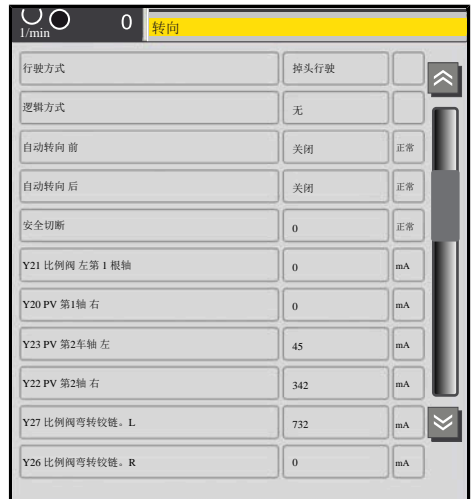 1/min 0 转向
行驶方式 掉头行驶
逻辑方式 无
自动转向 前 关闭 正常
自动转向 后 关闭 正常
安全切断 0 正常
Y21 比例阀 左第 1 根轴 0 mA
Y20 PV 第1轴 右 0 mA
Y23 PV 第2车轴 左 45 mA
Y22 PV 第2轴 右 342 mA
Y27 比例阀弯转铰链。L 732 mA
Y26 比例阀弯转铰链。R 0 mA